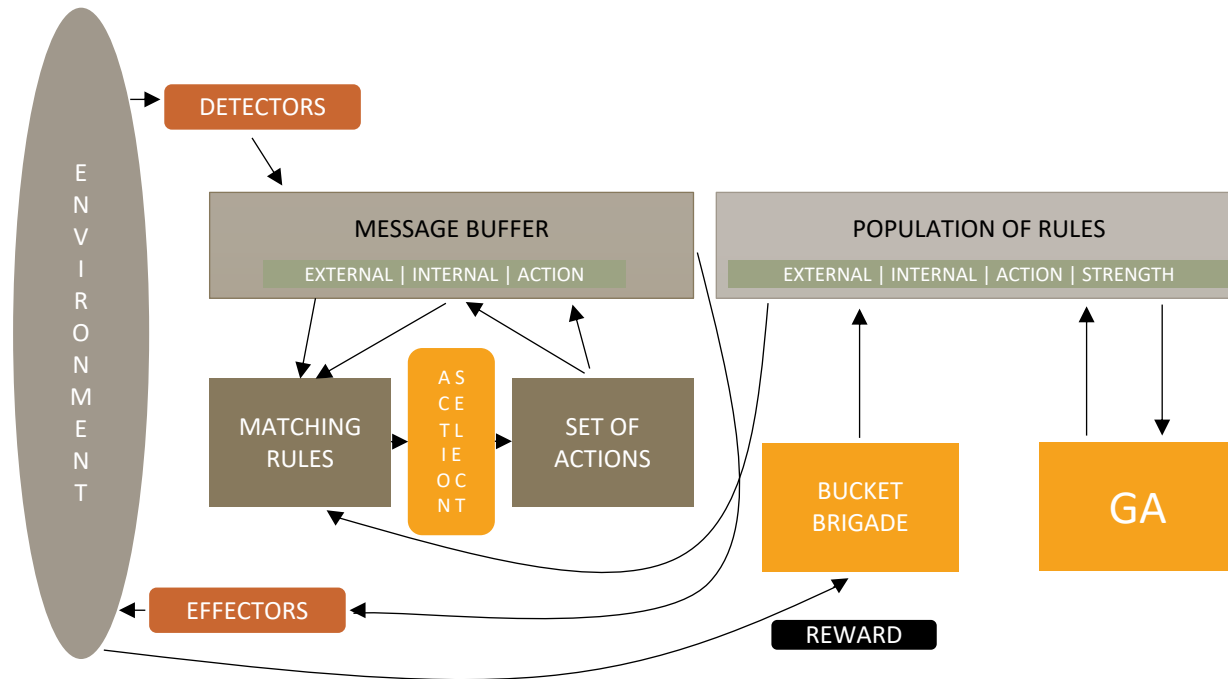 ENVIRONMENT
DETECTORS
MESSAGE BUFFER
EXTERNAL | INTERNAL | ACTION
POPULATION OF RULES
EXTERNAL | INTERNAL | ACTION | STRENGTH
MATCHING
RULES
A S
C E
T L
I E
O C
N T
SET OF
ACTIONS
BUCKET
BRIGADE
GA
EFFECTORS
REWARD